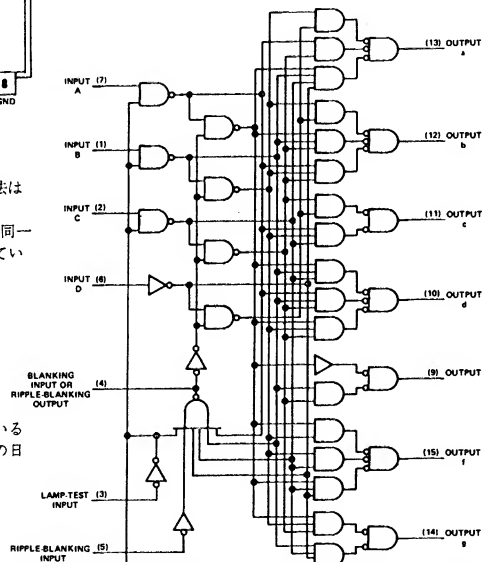 8
GND
INPUT (7)
A
INPUT (1)
B
INPUT (2)
C
INPUT (6)
D
BLANKING
INPUT OR
RIPPLE-BLANKING
OUTPUT
(4)
LAMP-TEST (3)
INPUT
RIPPLE-BLANKING (5)
INPUT
法は
同一
てい
いる
の日
(13) OUTPUT
a
(12) OUTPUT
b
(11) OUTPUT
c
(10) OUTPUT
d
(9) OUTPUT
(15) OUTPUT
f
(14) OUTPUT
g